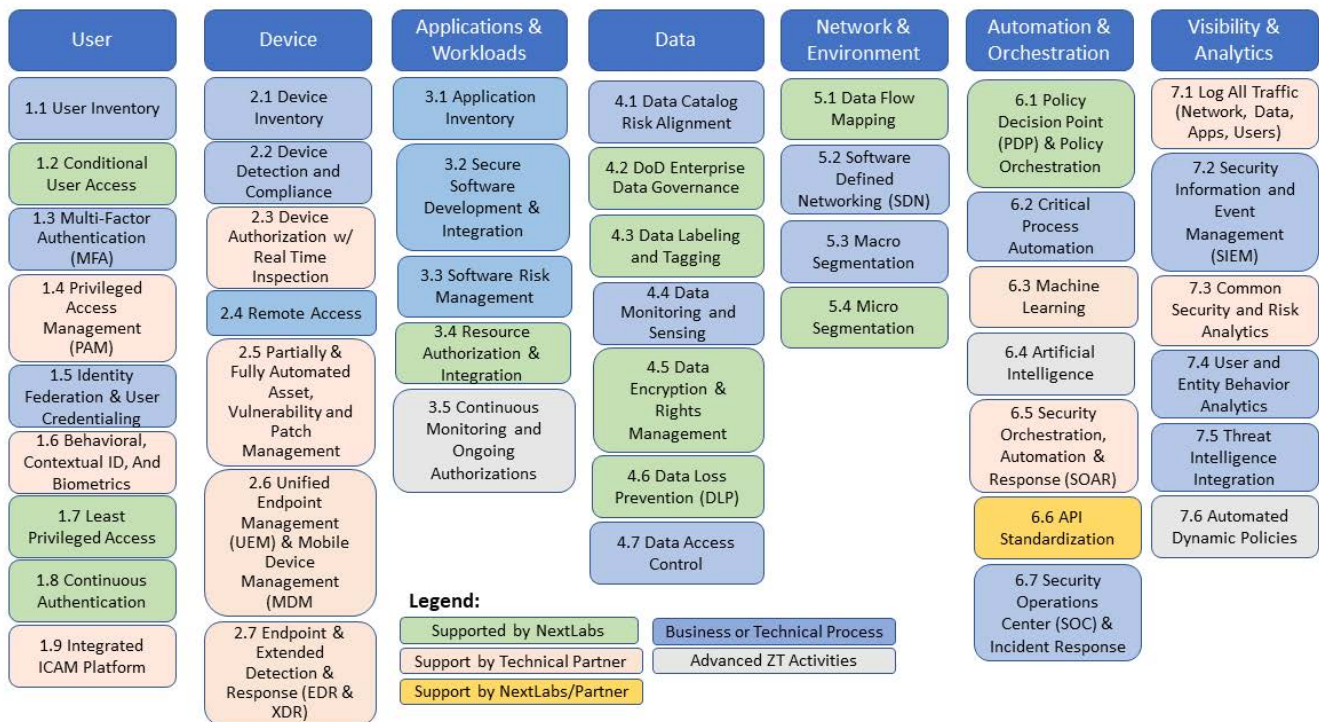 User
1.1 User Inventory
1.2 Conditional
User Access
1.3 Multi-Factor
Authentication
(MFA)
1.4 Privileged
Access
Management
(PAM)
1.5 Identity
Federation & User
Credentialing
1.6 Behavioral,
Contextual ID, And
Biometrics
1.7 Least
Privileged Access
1.8 Continuous
Authentication
1.9 Integrated
ICAM Platform
Device
2.1 Device
Inventory
2.2 Device
Detection and
Compliance
2.3 Device
Authorization w/
Real Time
Inspection
2.4 Remote Access
2.5 Partially &
Fully Automated
Asset,
Vulnerability and
Patch
Management
2.6 Unified
Endpoint
Management
(UEM) & Mobile
Device
Management
(MDM
2.7 Endpoint &
Extended
Detection &
Response (EDR &
XDR)
Applications &
Workloads
3.1 Application
Inventory
3.2 Secure
Software
Development &
Integration
3.3 Software Risk
Management
3.4 Resource
Authorization &
Integration
3.5 Continuous
Monitoring and
Ongoing
Authorizations
Data
4.1 Data Catalog
Risk Alignment
4.2 DoD Enterprise
Data Governance
4.3 Data Labeling
and Tagging
4.4 Data
Monitoring and
Sensing
4.5 Data
Encryption &
Rights
Management
4.6 Data Loss
Prevention (DLP)
4.7 Data Access
Control
Network &
Environment
5.1 Data Flow
Mapping
5.2 Software
Defined
Networking (SDN)
5.3 Macro
Segmentation
5.4 Micro
Segmentation
Automation &
Orchestration
6.1 Policy
Decision Point
(PDP) & Policy
Orchestration
6.2 Critical
Process
Automation
6.3 Machine
Learning
6.4 Artificial
Intelligence
6.5 Security
Orchestration,
Automation &
Response (SOAR)
6.6 API
Standardization
6.7 Security
Operations
Center (SOC) &
Incident Response
Visibility &
Analytics
7.1 Log All Traffic
(Network, Data,
Apps, Users)
7.2 Security
Information and
Event
Management
(SIEM)
7.3 Common
Security and Risk
Analytics
7.4 User and
Entity Behavior
Analytics
7.5 Threat
Intelligence
Integration
7.6 Automated
Dynamic Policies
Legend:
Supported by NextLabs
Business or Technical Process
Support by Technical Partner
Advanced ZT Activities
Support by NextLabs/Partner